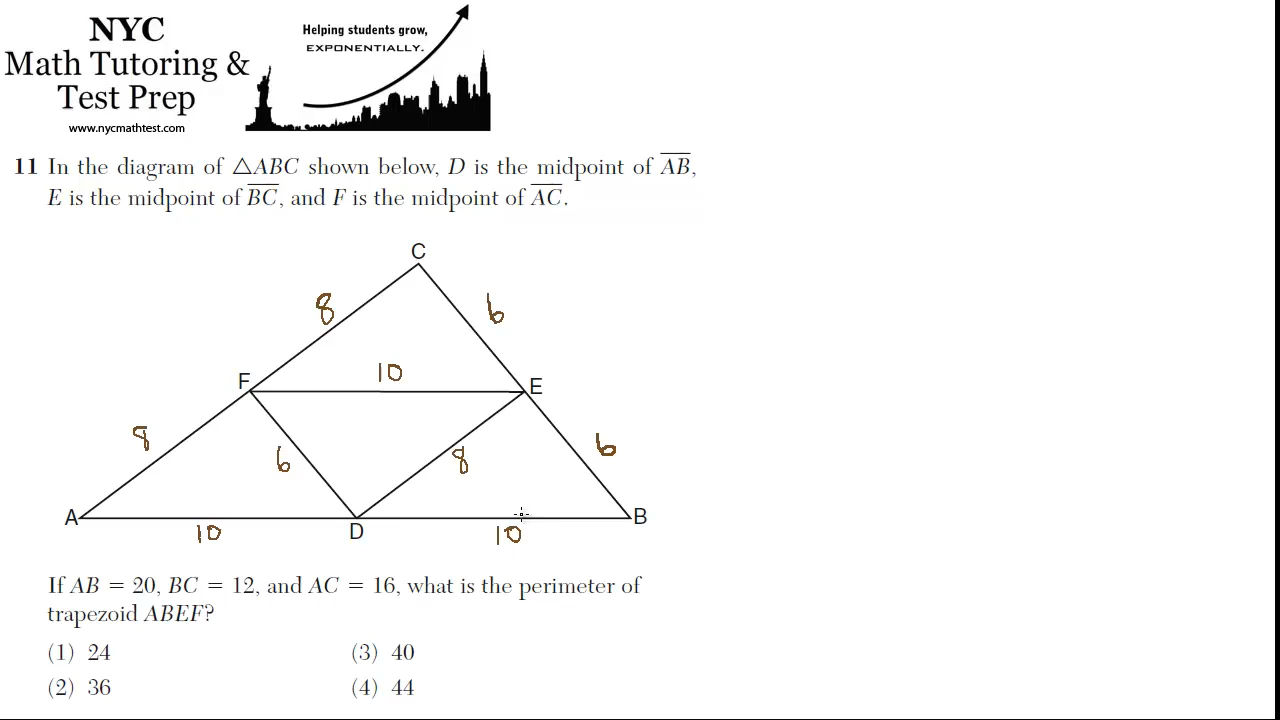 NYC
Math Tutoring &
Test Prep
www.nycmathtest.com
Helping students grow,
EXPONENTIALLY.
11 In the diagram of △ABC shown below, D is the midpoint of A̅B̅,
E is the midpoint of B̅C̅, and F is the midpoint of A̅C̅.
C
8
6
10
F
E
8
6
8
6
A
D
B
10
10
If AB = 20, BC = 12, and AC = 16, what is the perimeter of
trapezoid ABEF?
(1) 24
(3) 40
(2) 36
(4) 44